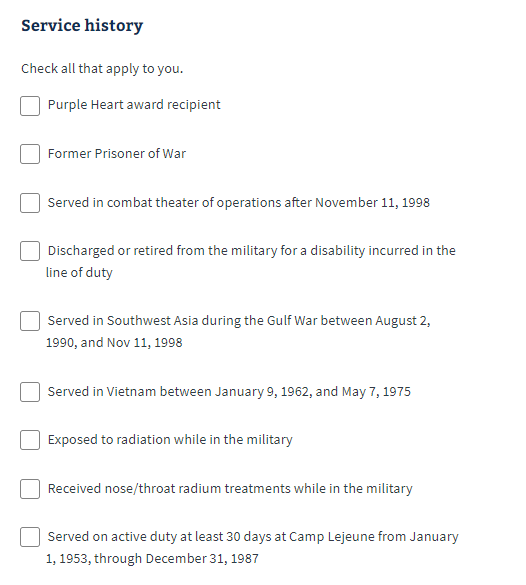 Service history
Check all that apply to you.
Purple Heart award recipient
Former Prisoner of War
Served in combat theater of operations after November 11, 1998
Discharged or retired from the military for a disability incurred in the
line of duty
Served in Southwest Asia during the Gulf War between August 2,
1990, and Nov 11, 1998
Served in Vietnam between January 9, 1962, and May 7, 1975
Exposed to radiation while in the military
Received nose/throat radium treatments while in the military
Served on active duty at least 30 days at Camp Lejeune from January
1, 1953, through December 31, 1987